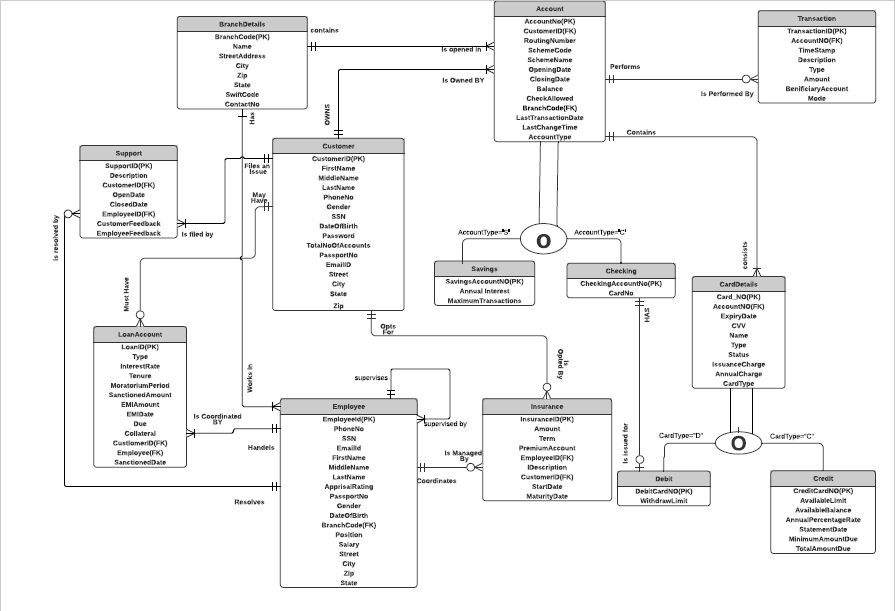 BranchDetails
BranchCode(PK)
Name
StreetAddress
City
Zip
State
SwiftCode
ContactNo
contains
Is opened in
Is Owned BY
OWNS
Has
Account
AccountNo(PK)
CustomerID(FK)
RoutingNumber
SchemeCode
SchemeName
OpeningDate
ClosingDate
Balance
CheckAllowed
BranchCode(FK)
LastTransactionDate
LastChangeTime
AccountType
Performs
Is Performed By
Contains
Transaction
TransactionID(PK)
AccountNO(FK)
TimeStamp
Description
Type
Amount
BenificiaryAccount
Mode
Support
SupportID(PK)
Description
CustomerID(FK)
OpenDate
ClosedDate
EmployeeID(FK)
CustomerFeedback
EmployeeFeedback
Files an
Issue
May
Have
Is filed by
is resolved by
Must Have
Customer
CustomerID(PK)
FirstName
MiddleName
LastName
PhoneNo
Gender
SSN
DateOfBirth
Password
TotalNoOfAccounts
PassportNo
EmailID
Street
City
State
Zip
AccountType="S"
O
AccountType="C"
Savings
SavingsAccountNO(PK)
Annual Interest
MaximumTransactions
Checking
CheckingAccountNo(PK)
CardNo
HAS
consists
CardDetails
Card_NO(PK)
AccountNO(FK)
ExpiryDate
CVV
Name
Type
Status
IssuanceCharge
AnnualCharge
CardType
LoanAccount
LoanID(PK)
Type
InterestRate
Tenure
MoratoriumPeriod
SanctionedAmount
EMIAmount
EMIDate
Due
Collateral
CustlomerID(FK)
Employee(FK)
SanctionedDate
Opts
For
Is
Opted By
Works In
supervises
supervised by
Is Coordinated
BY
Handels
Resolves
Employee
EmployeeId(PK)
PhoneNo
SSN
EmailId
FirstName
MiddleName
LastName
ApprisalRating
PassportNo
Gender
DateOfBirth
BranchCode(FK)
Position
Salary
Street
City
Zip
State
Is Managed
By
Coordinates
Insurance
InsuranceID(PK)
Amount
Term
PremiumAccount
EmployeeID(FK)
IDescription
CustomerID(FK)
StartDate
MaturityDate
Is issued for
CardType="D"
O
CardType="C"
Debit
DebitCardNO(PK)
WithdrawLimit
Credit
CreditCardNO(PK)
AvailableLimit
AvailableBalance
AnnualPercentageRate
StatementDate
MinimumAmountDue
TotalAmountDue